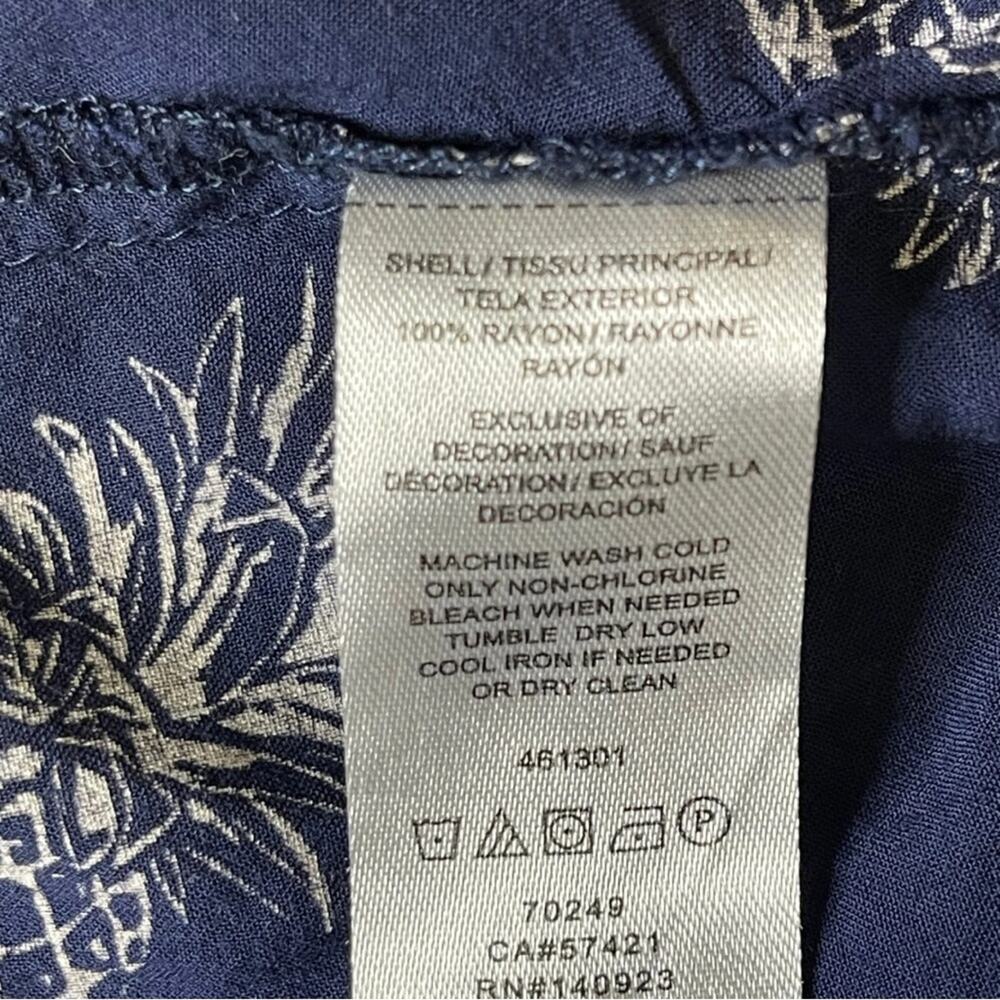 SHELL/ TISSU PRINCIPAL/
TELA EXTERIOR
100% RAYON/ RAYONNE
RAYÓN
EXCLUSIVE OF
DECORATION/ SAUF
DÉCORATION/ EXCLUYE LA
DECORACIÓN
MACHINE WASH COLD
ONLY NON-CHLORINE
BLEACH WHEN NEEDED
TUMBLE DRY LOW
COOL IRON IF NEEDED
OR DRY CLEAN
461301
P
70249
CA#57421
RN#140923